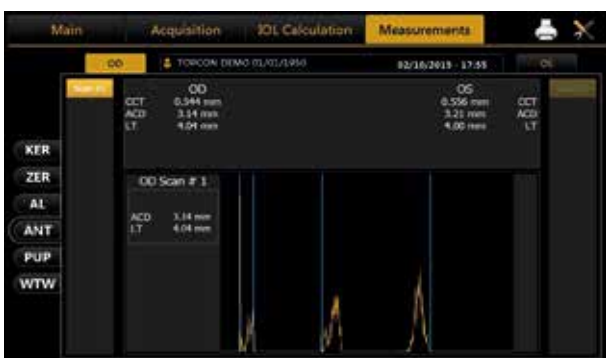 Main Acquisition IOL Calculation Measurements
OD TOPCON DEMO 01/01/1950 02/10/2015 - 17:55 OS
OD OS
CCT 0.544 mm 0.556 mm CCT
ACD 3.14 mm 3.21 mm ACD
LT 4.04 mm 4.00 mm LT
KER
ZER
AL
ANT
PUP
WTW
OD Scan # 1
ACD 3.14 mm
LT 4.04 mm